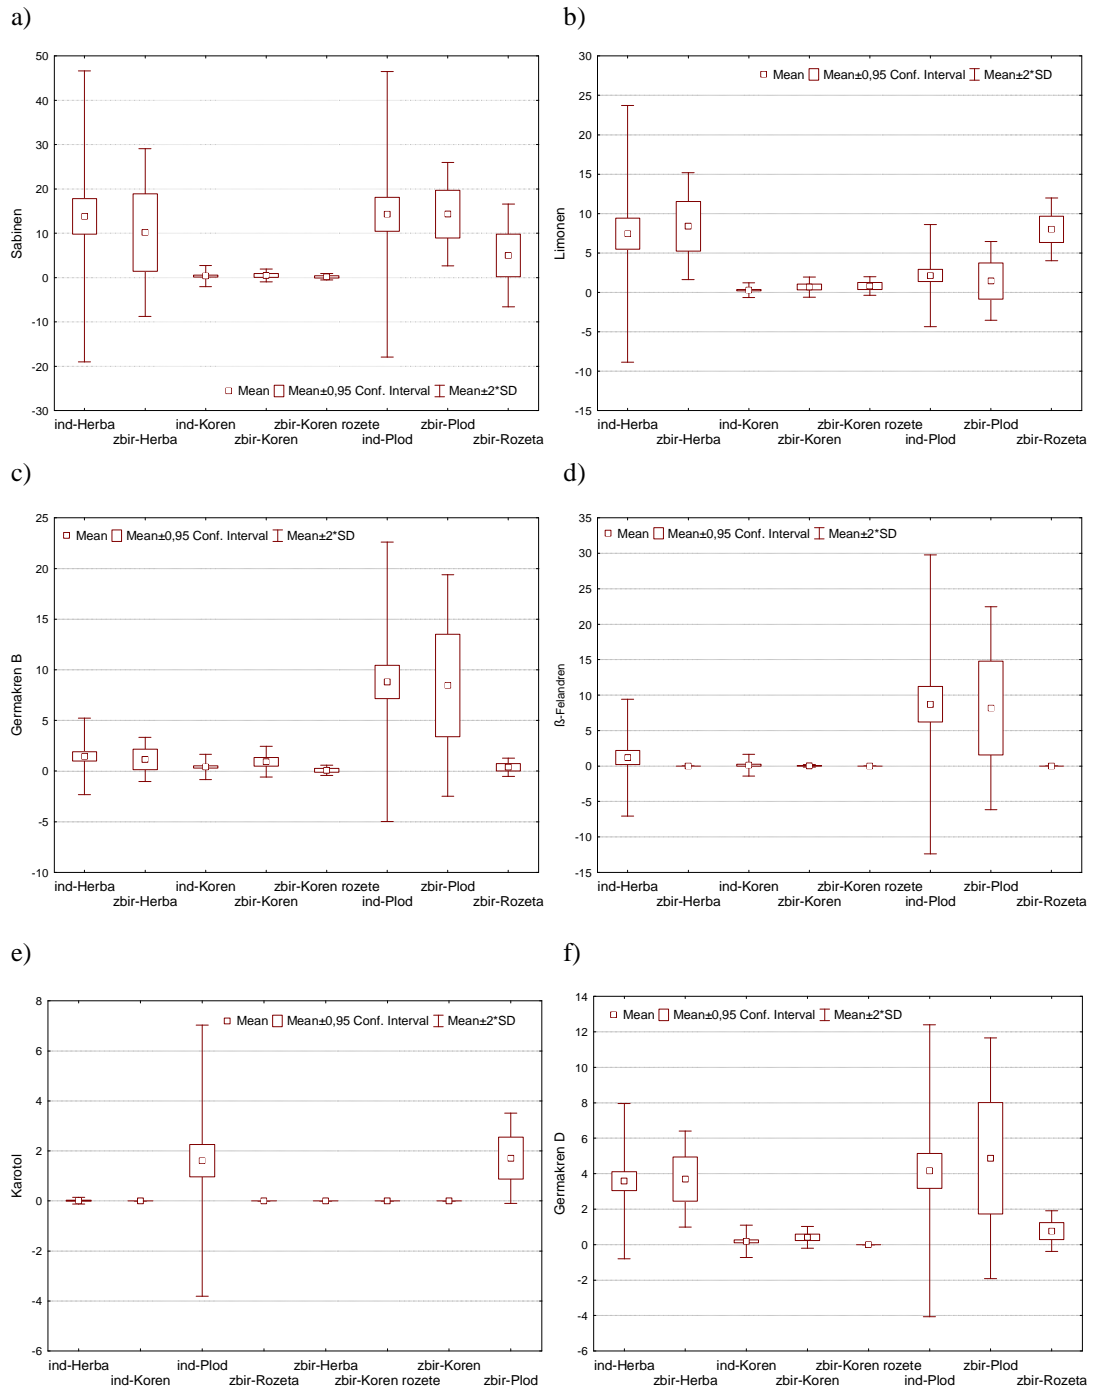 a)
50
40
30
20
10
0
-10
-20
-30
Sabinen
Mean Mean±0,95 Conf. Interval Mean±2*SD
ind-Herba ind-Koren zbir-Koren rozete zbir-Plod
zbir-Herba zbir-Koren ind-Plod zbir-Rozeta
b)
30
25
20
15
10
5
0
-5
-10
-15
Limonen
Mean Mean±0,95 Conf. Interval Mean±2*SD
ind-Herba ind-Koren zbir-Koren rozete zbir-Plod
zbir-Herba zbir-Koren ind-Plod zbir-Rozeta
c)
25
20
15
10
5
0
-5
-10
Germakren B
Mean Mean±0,95 Conf. Interval Mean±2*SD
ind-Herba ind-Koren zbir-Koren rozete zbir-Plod
zbir-Herba zbir-Koren ind-Plod zbir-Rozeta
d)
35
30
25
20
15
10
5
0
-5
-10
-15
ß-Felandren
Mean Mean±0,95 Conf. Interval Mean±2*SD
ind-Herba ind-Koren zbir-Koren rozete zbir-Plod
zbir-Herba zbir-Koren ind-Plod zbir-Rozeta
e)
8
6
4
2
0
-2
-4
-6
Karotol
Mean Mean±0,95 Conf. Interval Mean±2*SD
ind-Herba ind-Plod zbir-Herba zbir-Koren
ind-Koren zbir-Rozeta zbir-Koren rozete zbir-Plod
f)
14
12
10
8
6
4
2
0
-2
-4
-6
Germakren D
Mean Mean±0,95 Conf. Interval Mean±2*SD
ind-Herba ind-Koren zbir-Koren rozete zbir-Plod
zbir-Herba zbir-Koren ind-Plod zbir-Rozeta